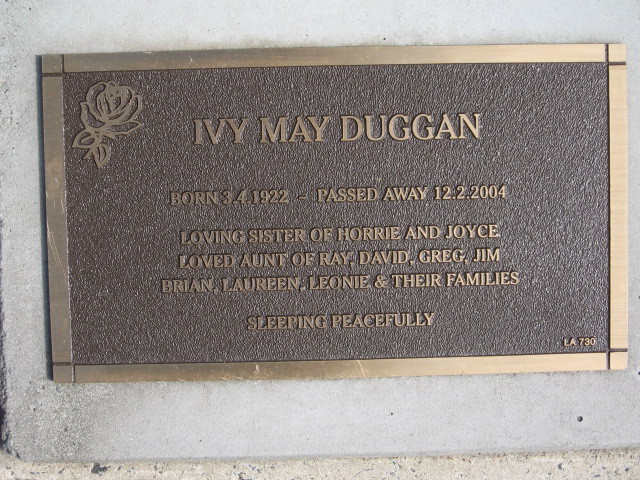 IVY MAY DUGGAN
BORN 3.4.1922 ~ PASSED AWAY 12.2.2004
LOVING SISTER OF HORRIE AND JOYCE
LOVED AUNT OF RAY, DAVID, GREG, JIM
BRIAN, LAUREEN, LEONIE & THEIR FAMILIES
SLEEPING PEACEFULLY
LA 730